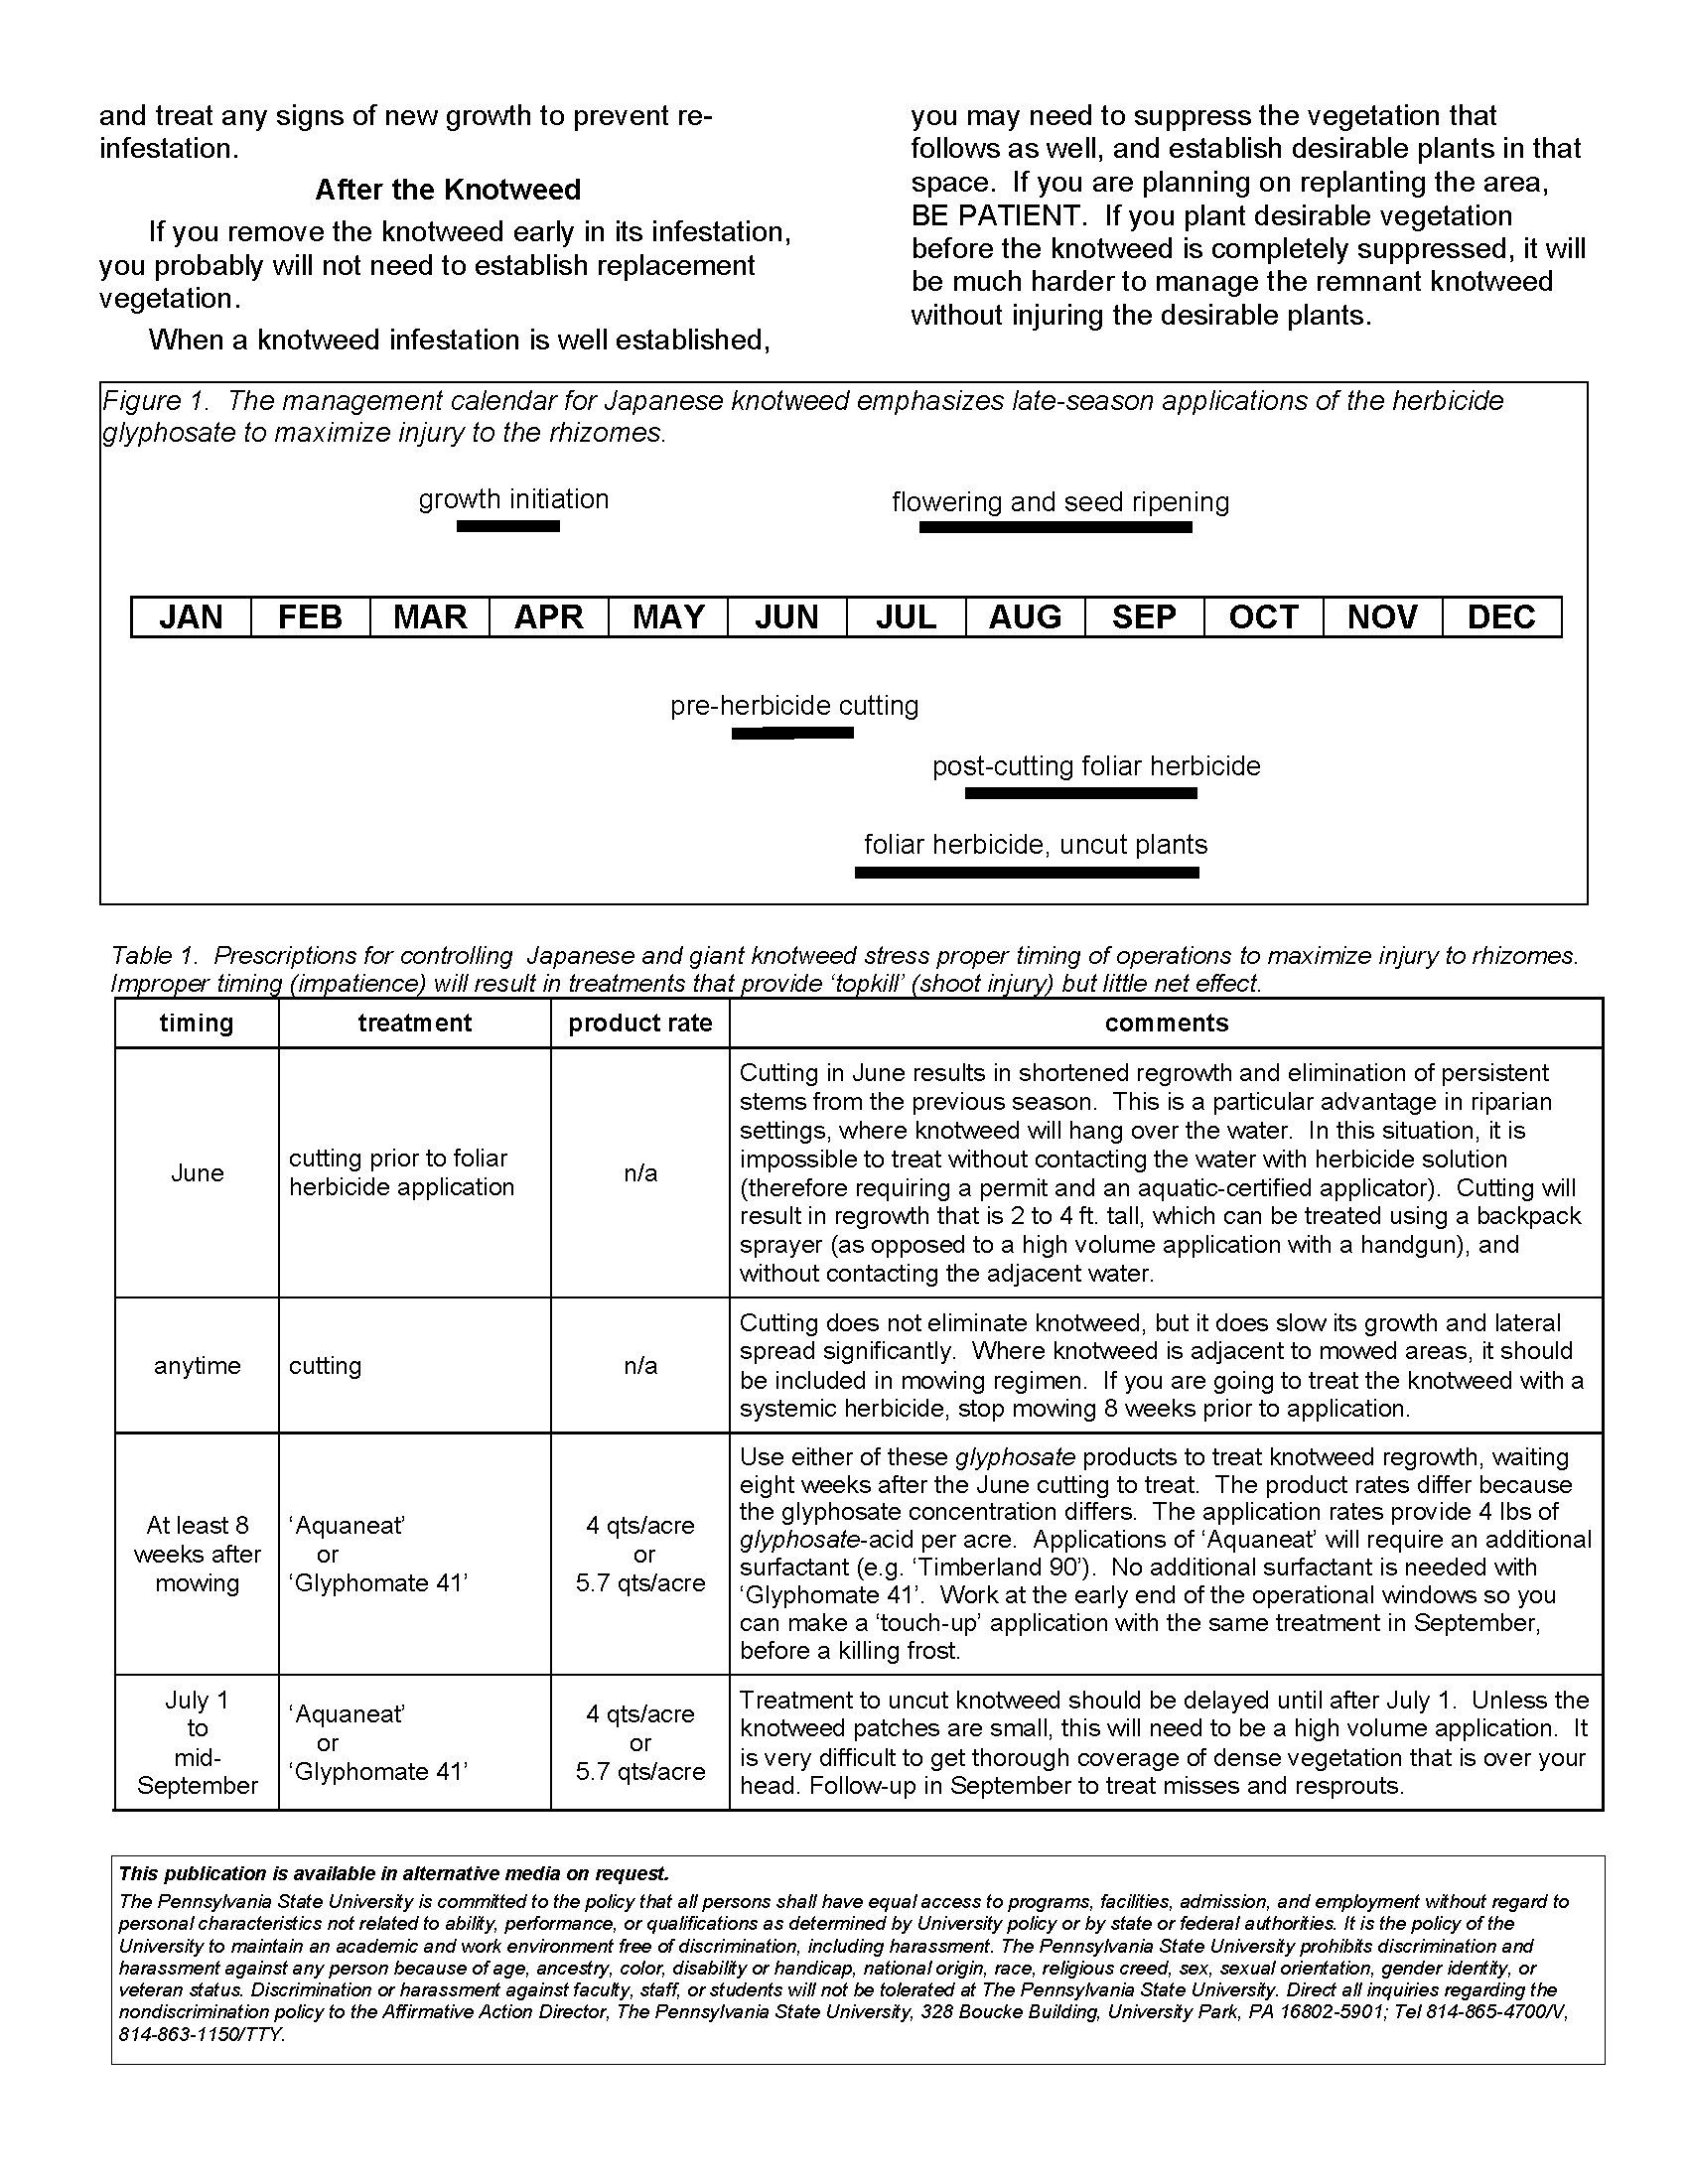 and treat any signs of new growth to prevent re-
infestation.
After the Knotweed
If you remove the knotweed early in its infestation,
you probably will not need to establish replacement
vegetation.
When a knotweed infestation is well established,
you may need to suppress the vegetation that
follows as well, and establish desirable plants in that
space.  If you are planning on replanting the area,
BE PATIENT.  If you plant desirable vegetation
before the knotweed is completely suppressed, it will
be much harder to manage the remnant knotweed
without injuring the desirable plants.
Figure 1.  The management calendar for Japanese knotweed emphasizes late-season applications of the herbicide
glyphosate to maximize injury to the rhizomes.
growth initiation
flowering and seed ripening
JAN FEB MAR APR MAY JUN JUL AUG SEP OCT NOV DEC
pre-herbicide cutting
post-cutting foliar herbicide
foliar herbicide, uncut plants
Table 1.  Prescriptions for controlling  Japanese and giant knotweed stress proper timing of operations to maximize injury to rhizomes.
Improper timing (impatience) will result in treatments that provide ‘topkill’ (shoot injury) but little net effect.
timing treatment product rate comments
June
cutting prior to foliar
herbicide application
n/a
Cutting in June results in shortened regrowth and elimination of persistent
stems from the previous season.  This is a particular advantage in riparian
settings, where knotweed will hang over the water.  In this situation, it is
impossible to treat without contacting the water with herbicide solution
(therefore requiring a permit and an aquatic-certified applicator).  Cutting will
result in regrowth that is 2 to 4 ft. tall, which can be treated using a backpack
sprayer (as opposed to a high volume application with a handgun), and
without contacting the adjacent water.
anytime
cutting
n/a
Cutting does not eliminate knotweed, but it does slow its growth and lateral
spread significantly.  Where knotweed is adjacent to mowed areas, it should
be included in mowing regimen.  If you are going to treat the knotweed with a
systemic herbicide, stop mowing 8 weeks prior to application.
At least 8
weeks after
mowing
‘Aquaneat’
or
‘Glyphomate 41’
4 qts/acre
or
5.7 qts/acre
Use either of these glyphosate products to treat knotweed regrowth, waiting
eight weeks after the June cutting to treat.  The product rates differ because
the glyphosate concentration differs.  The application rates provide 4 lbs of
glyphosate-acid per acre.  Applications of ‘Aquaneat’ will require an additional
surfactant (e.g. ‘Timberland 90’).  No additional surfactant is needed with
‘Glyphomate 41’.  Work at the early end of the operational windows so you
can make a ‘touch-up’ application with the same treatment in September,
before a killing frost.
July 1
to
mid-
September
‘Aquaneat’
or
‘Glyphomate 41’
4 qts/acre
or
5.7 qts/acre
Treatment to uncut knotweed should be delayed until after July 1.  Unless the
knotweed patches are small, this will need to be a high volume application.  It
is very difficult to get thorough coverage of dense vegetation that is over your
head. Follow-up in September to treat misses and resprouts.
This publication is available in alternative media on request.
The Pennsylvania State University is committed to the policy that all persons shall have equal access to programs, facilities, admission, and employment without regard to
personal characteristics not related to ability, performance, or qualifications as determined by University policy or by state or federal authorities. It is the policy of the
University to maintain an academic and work environment free of discrimination, including harassment. The Pennsylvania State University prohibits discrimination and
harassment against any person because of age, ancestry, color, disability or handicap, national origin, race, religious creed, sex, sexual orientation, gender identity, or
veteran status. Discrimination or harassment against faculty, staff, or students will not be tolerated at The Pennsylvania State University. Direct all inquiries regarding the
nondiscrimination policy to the Affirmative Action Director, The Pennsylvania State University, 328 Boucke Building, University Park, PA 16802-5901; Tel 814-865-4700/V,
814-863-1150/TTY.